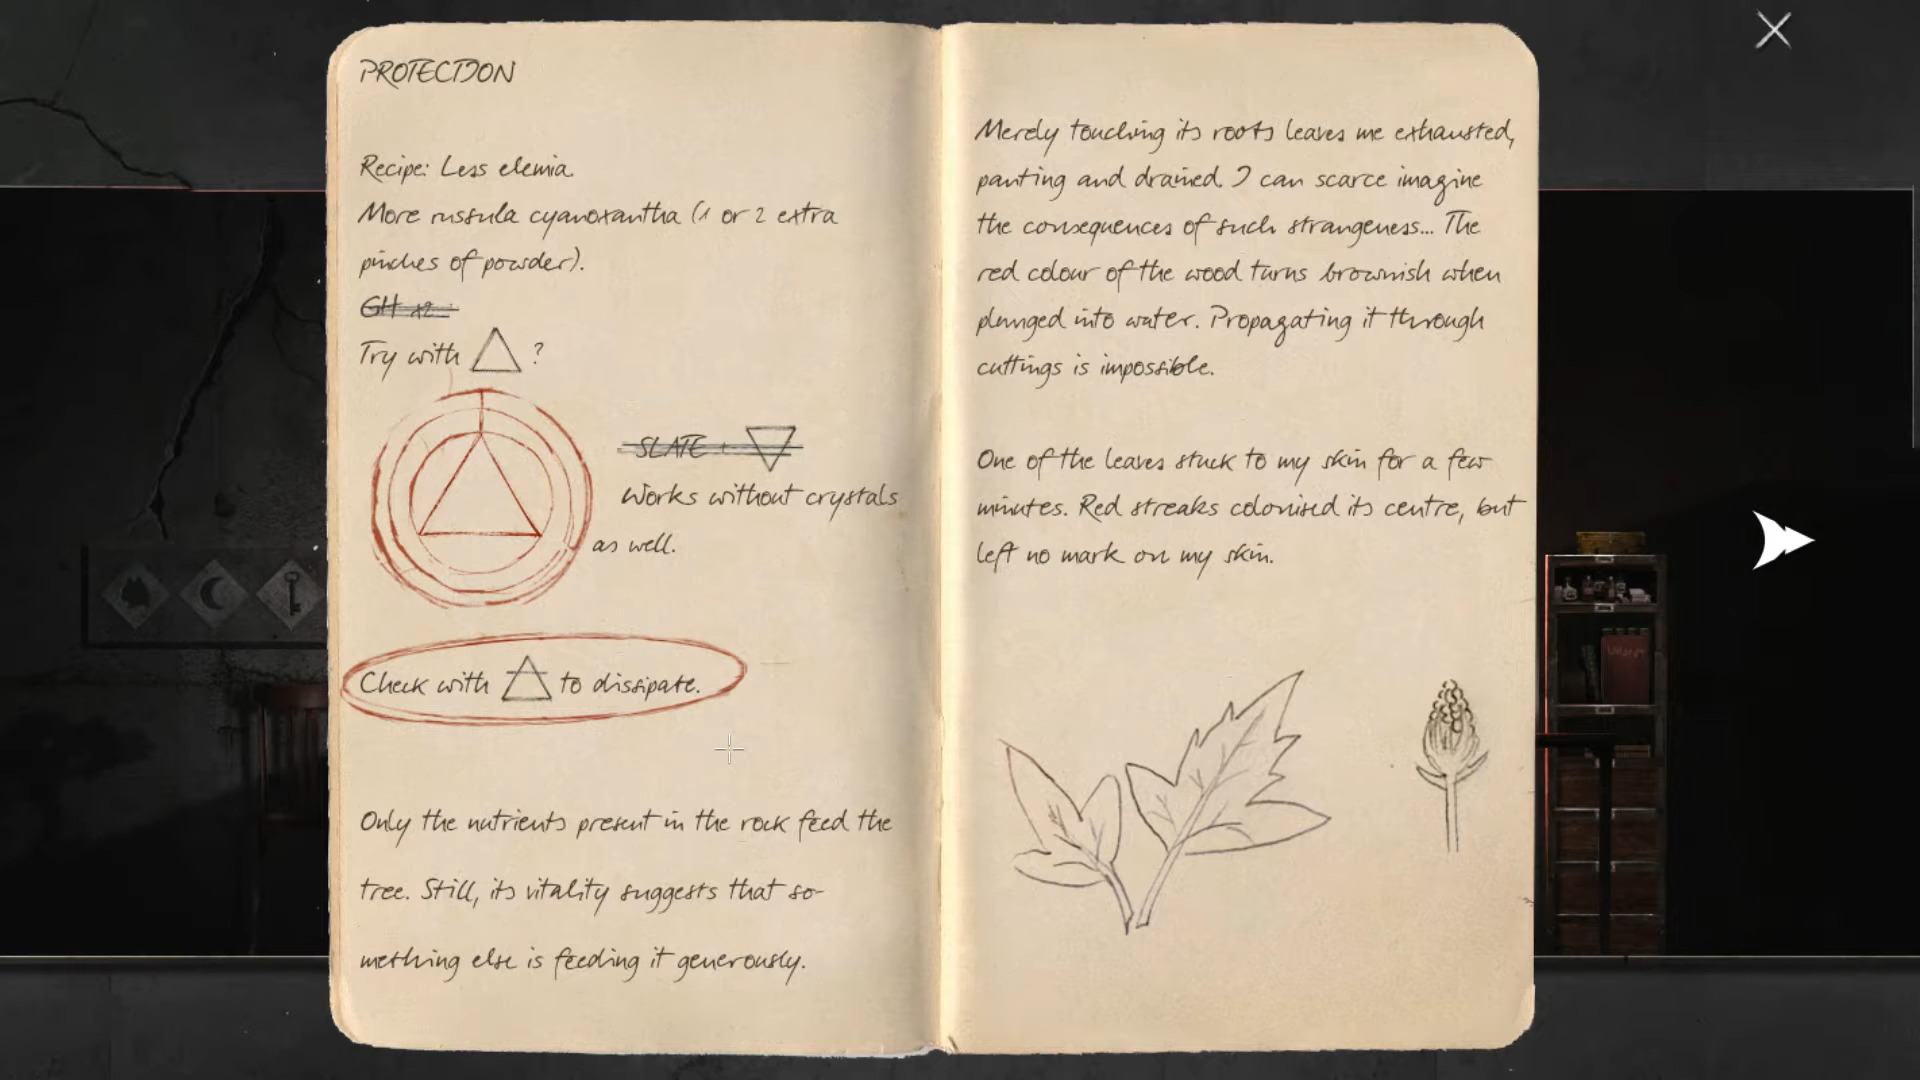 PROTECTION
Recipe: Less elemia.
More russula cyanoxantha (1 or 2 extra
pinches of powder).
GH x2
Try with △ ?
SLATE + ▽
Works without crystals
as well.
Check with 🜁 to dissipate.
Only the nutrients present in the rock feed the
tree. Still, its vitality suggests that so-
mething else is feeding it generously.
Merely touching its roots leaves me exhausted,
panting and drained. I can scarce imagine
the consequences of such strangeness... The
red colour of the wood turns brownish when
plunged into water. Propagating it through
cuttings is impossible.
One of the leaves stuck to my skin for a few
minutes. Red streaks colonised its centre, but
left no mark on my skin.